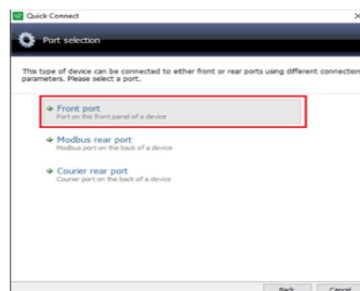 Quick Connect
Port selection
This type of device can be connected to either front or rear ports using different connection
parameters. Please select a port.
Front port
Port on the front panel of a device
Modbus rear port
Modbus port on the back of a device
Courier rear port
Courier port on the back of a device
Back Cancel